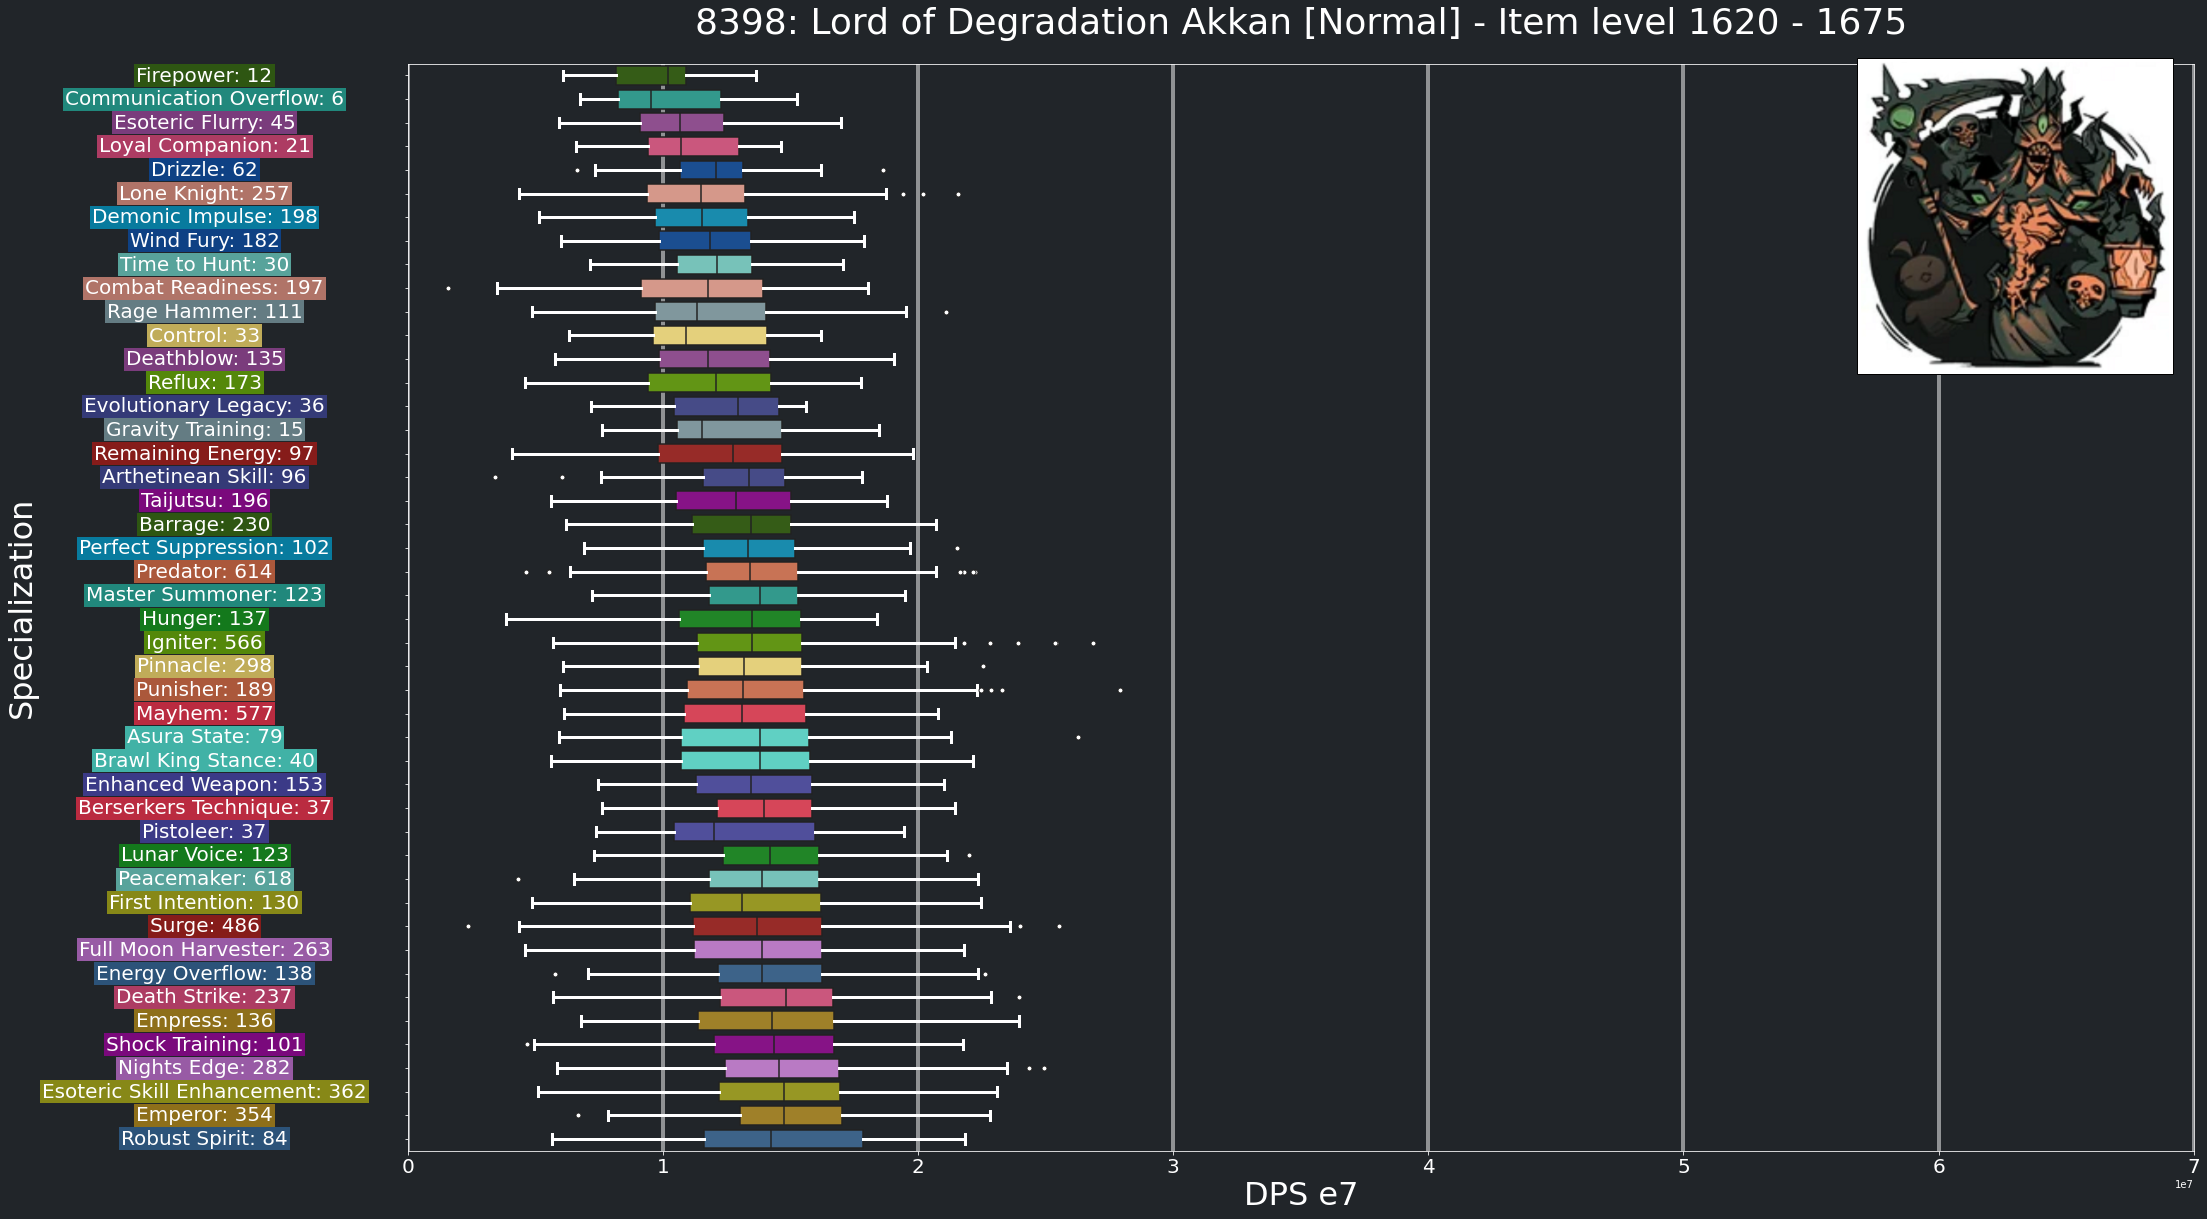 8398: Lord of Degradation Akkan [Normal] - Item level 1620 - 1675
Specialization
Firepower: 12
Communication Overflow: 6
Esoteric Flurry: 45
Loyal Companion: 21
Drizzle: 62
Lone Knight: 257
Demonic Impulse: 198
Wind Fury: 182
Time to Hunt: 30
Combat Readiness: 197
Rage Hammer: 111
Control: 33
Deathblow: 135
Reflux: 173
Evolutionary Legacy: 36
Gravity Training: 15
Remaining Energy: 97
Arthetinean Skill: 96
Taijutsu: 196
Barrage: 230
Perfect Suppression: 102
Predator: 614
Master Summoner: 123
Hunger: 137
Igniter: 566
Pinnacle: 298
Punisher: 189
Mayhem: 577
Asura State: 79
Brawl King Stance: 40
Enhanced Weapon: 153
Berserkers Technique: 37
Pistoleer: 37
Lunar Voice: 123
Peacemaker: 618
First Intention: 130
Surge: 486
Full Moon Harvester: 263
Energy Overflow: 138
Death Strike: 237
Empress: 136
Shock Training: 101
Nights Edge: 282
Esoteric Skill Enhancement: 362
Emperor: 354
Robust Spirit: 84
0 1 2 3 4 5 6 7
1e7
DPS e7